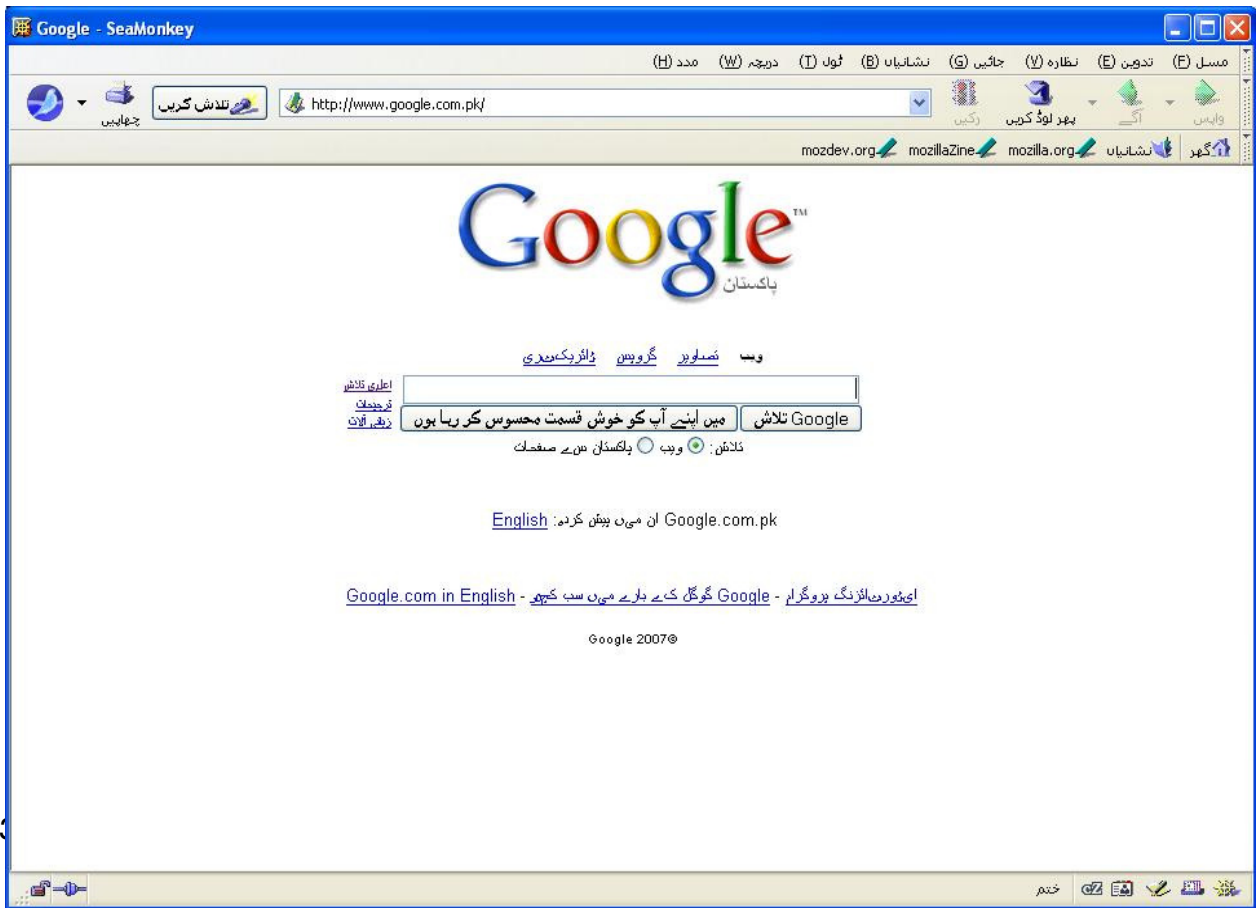 Google - SeaMonkey
مسل (F) تدوین (E) نظارہ (V) جائیں (G) نشانیاں (B) ٹول (T) دریچہ (W) مدد (H)
واپس آگے پھر لوڈ کریں رکیں http://www.google.com.pk/ تلاش کریں چھاپیں
گھر نشانیاں mozilla.org mozillaZine mozdev.org
Google™
پاکستان
ویب تصاویر گروپس ڈائریکٹری
اعلیٰ تلاش
ترجیحات
زبانی آلات
Google تلاش میں اپنے آپ کو خوش قسمت محسوس کر رہا ہوں
تلاش: ویب پاکستان سے صفحات
Google.com.pk ان میں پیش کردہ: English
ایڈورٹائزنگ پروگرام - Google گوگل کے بارے میں سب کچھ - Google.com in English
©2007 Google
ختم